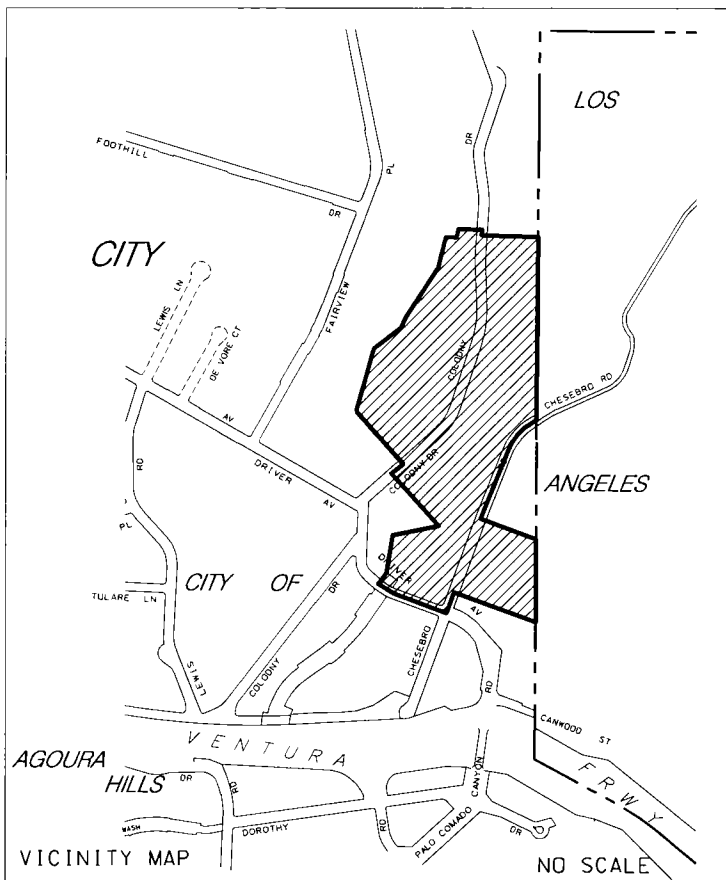 LOS
FOOTHILL
DR
PL
DR
CITY
LEWIS LN
DE VORE CT
FAIRVIEW
COLODNY
CHESEBRO RD
AV
DRIVER
AV
COLODNY DR
RD
PL
ANGELES
CITY OF
DR
DRIVER
TULARE LN
AV
LEWIS
COLODNY
CHESEBRO
RD
CANWOOD ST
VENTURA
FRWY
AGOURA
HILLS
DR
RD
CANYON
WASH
DOROTHY
RD
PALO COMADO
DR
VICINITY MAP
NO SCALE